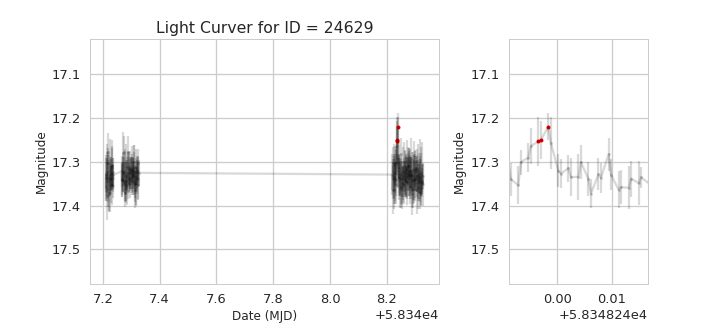 Light Curver for ID = 24629
17.1
17.2
17.3
17.4
17.5
Magnitude
7.2 7.4 7.6 7.8 8.0 8.2
Date (MJD)
+5.834e4
17.1
17.2
17.3
17.4
17.5
Magnitude
0.00 0.01
+5.834824e4